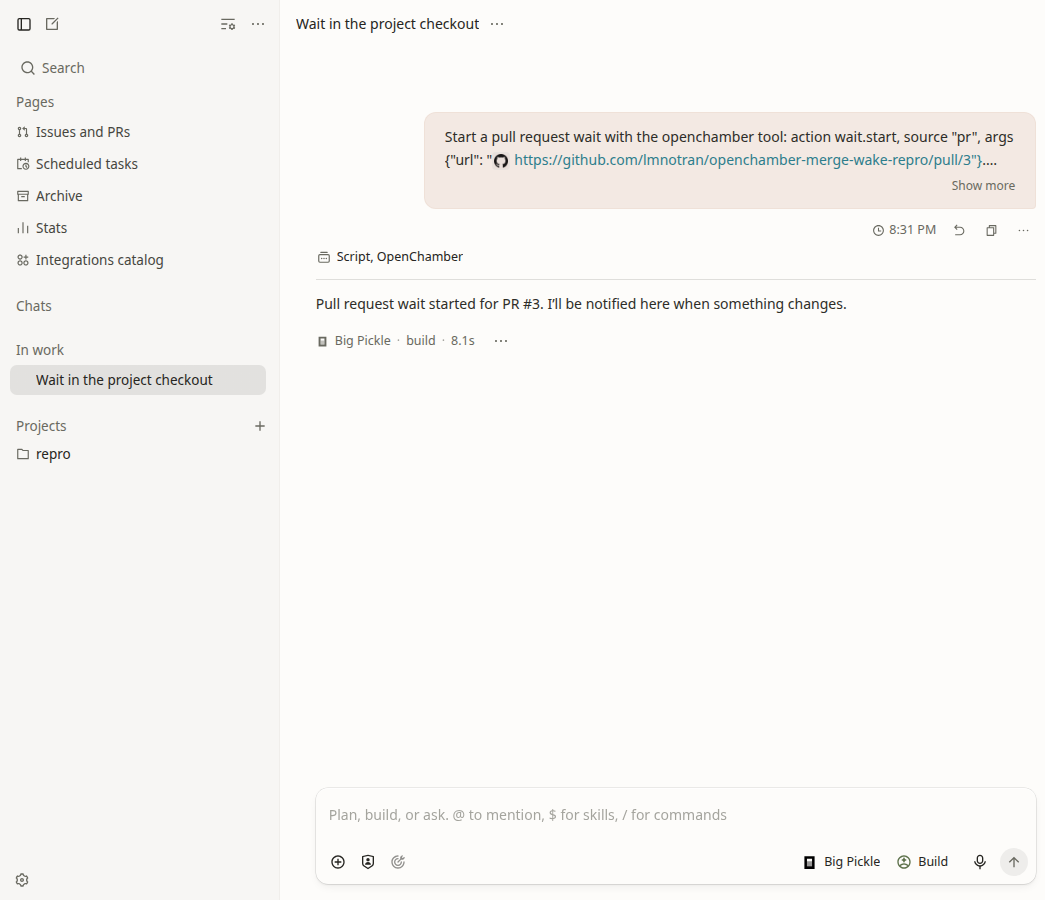 Wait in the project checkout
Search
Pages
Issues and PRs
Scheduled tasks
Archive
Stats
Integrations catalog
Chats
In work
Wait in the project checkout
Projects
repro
Start a pull request wait with the openchamber tool: action wait.start, source "pr", args
{"url": "https://github.com/lmnotran/openchamber-merge-wake-repro/pull/3"}....
Show more
8:31 PM
Script, OpenChamber
Pull request wait started for PR #3. I'll be notified here when something changes.
Big Pickle · build · 8.1s
Plan, build, or ask. @ to mention, $ for skills, / for commands
Big Pickle
Build